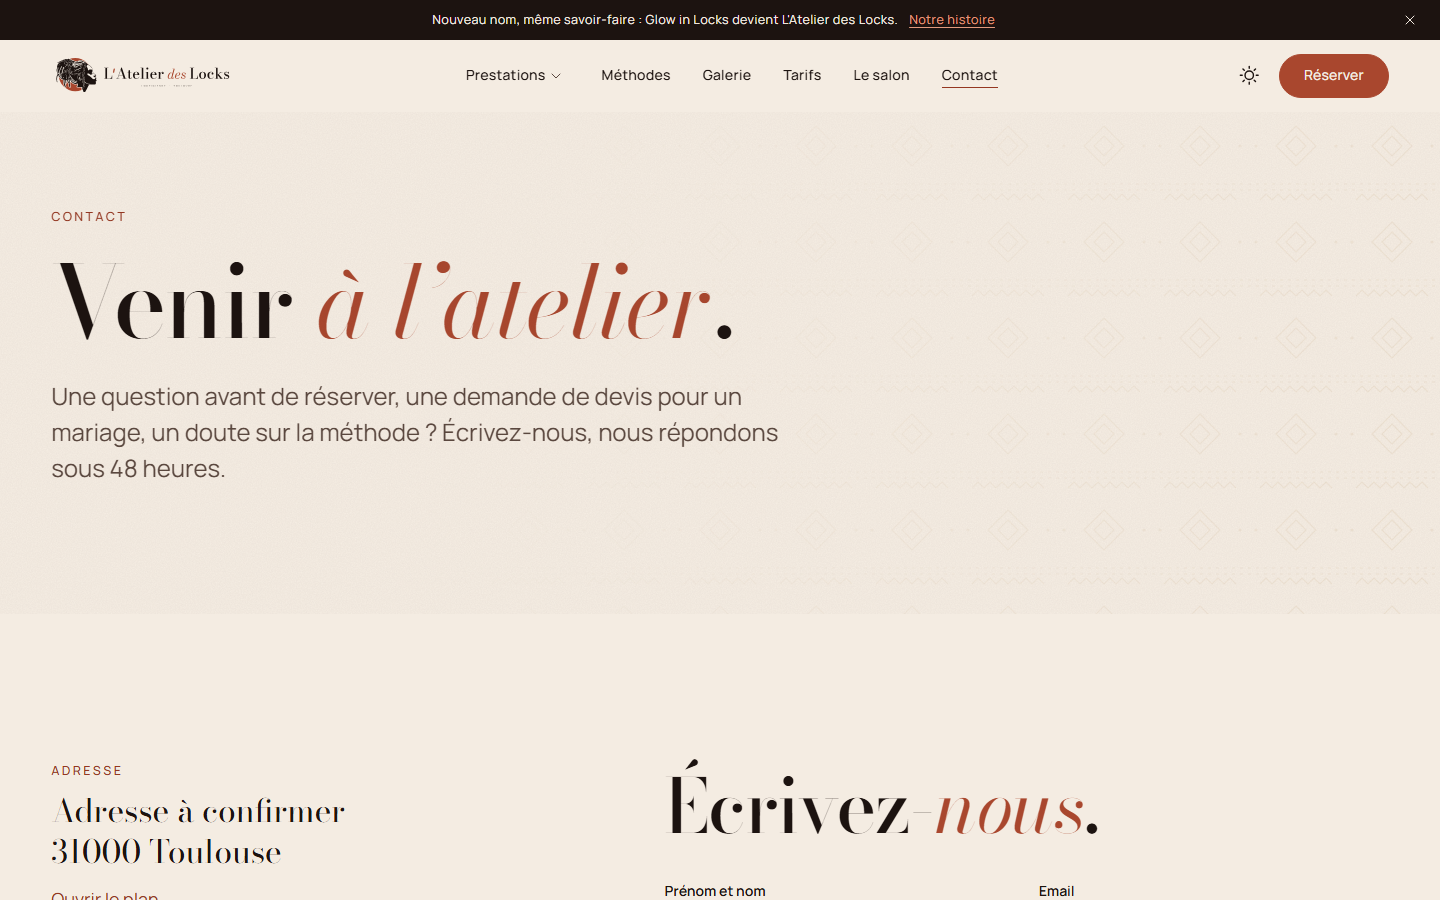 Nouveau nom, même savoir-faire : Glow in Locks devient L'Atelier des Locks. Notre histoire
L'Atelier des Locks
Prestations
Méthodes
Galerie
Tarifs
Le salon
Contact
Réserver
CONTACT
Venir à l’atelier.
Une question avant de réserver, une demande de devis pour un
mariage, un doute sur la méthode ? Écrivez-nous, nous répondons
sous 48 heures.
ADRESSE
Adresse à confirmer
31000 Toulouse
Ouvrir le plan
Écrivez-nous.
Prénom et nom
Email